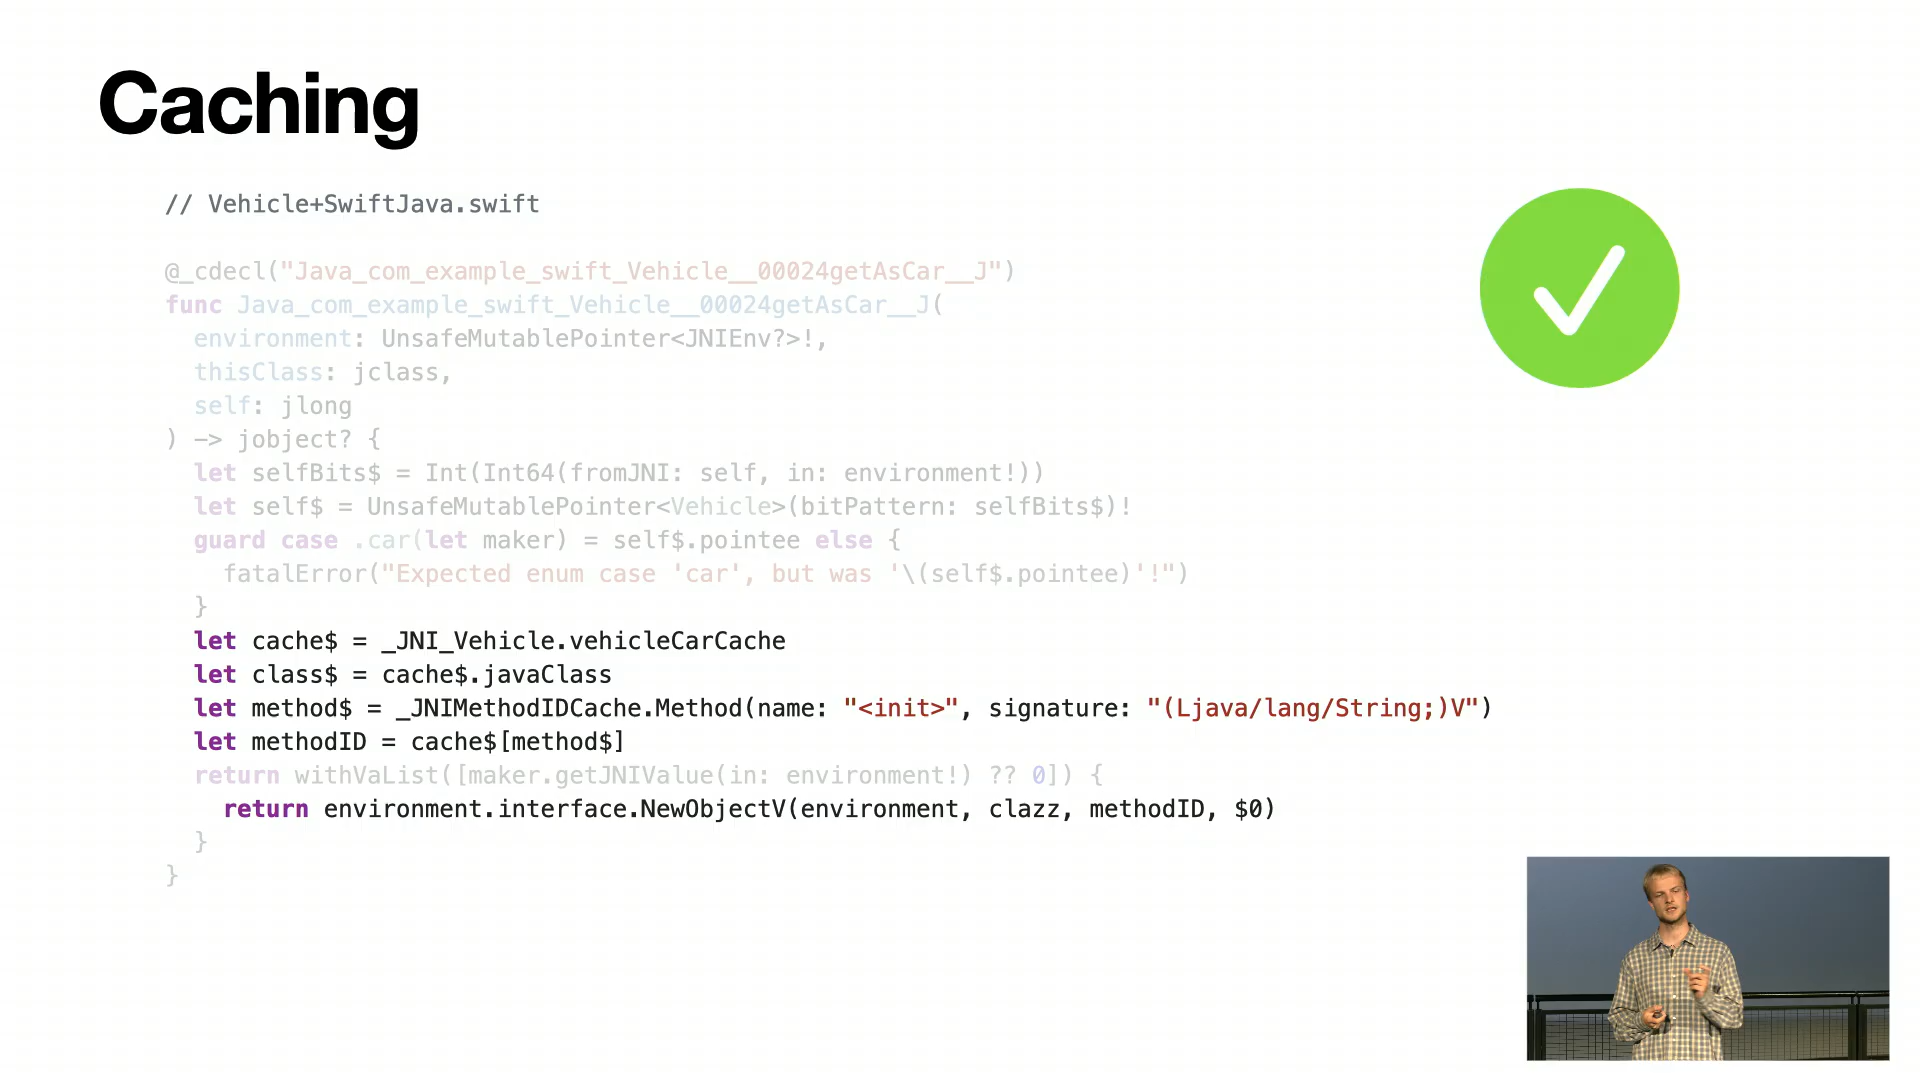 Caching
// Vehicle+SwiftJava.swift
@_cdecl("Java_com_example_swift_Vehicle__00024getAsCar__J")
func Java_com_example_swift_Vehicle__00024getAsCar__J(
environment: UnsafeMutablePointer<JNIEnv?>!,
thisClass: jclass,
self: jlong
) -> jobject? {
let selfBits$ = Int(Int64(fromJNI: self, in: environment!))
let self$ = UnsafeMutablePointer<Vehicle>(bitPattern: selfBits$)!
guard case .car(let maker) = self$.pointee else {
fatalError("Expected enum case 'car', but was '\(self$.pointee)'!")
}
let cache$ = _JNI_Vehicle.vehicleCarCache
let class$ = cache$.javaClass
let method$ = _JNIMethodIDCache.Method(name: "<init>", signature: "(Ljava/lang/String;)V")
let methodID = cache$[method$]
return withVaList([maker.getJNIValue(in: environment!) ?? 0]) {
return environment.interface.NewObjectV(environment, clazz, methodID, $0)
}
}